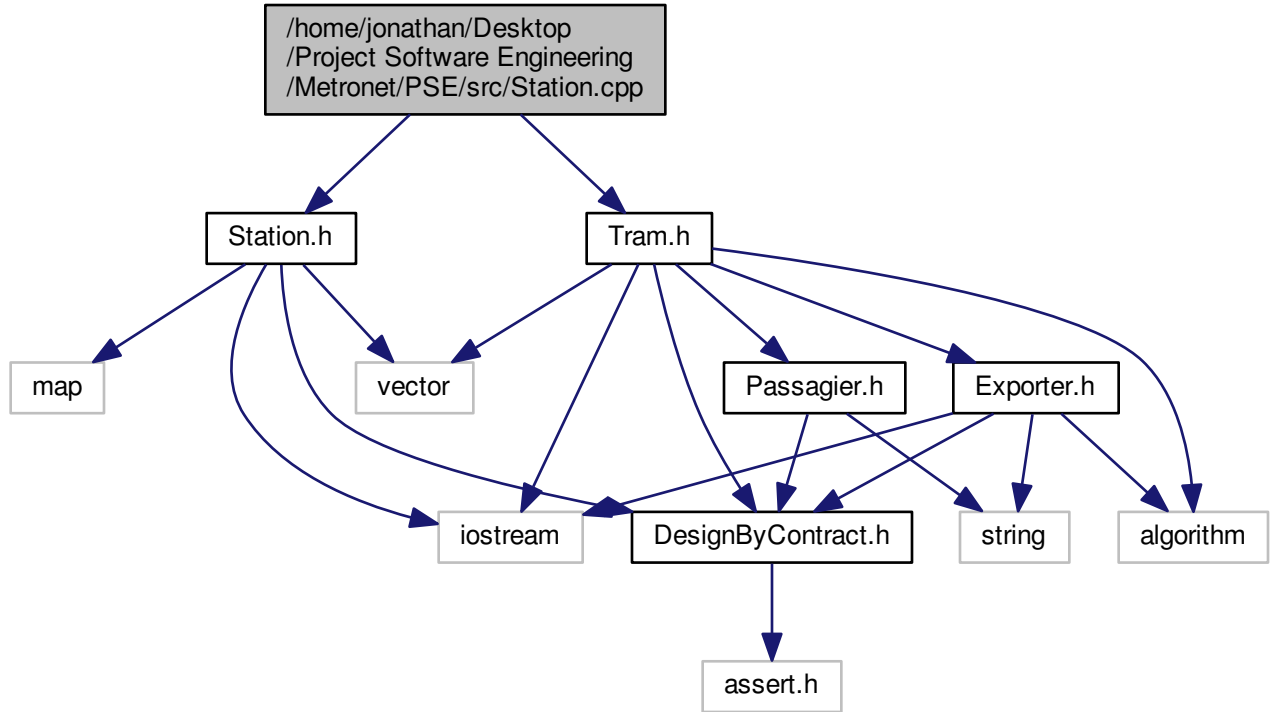 /home/jonathan/Desktop
/Project Software Engineering
/Metronet/PSE/src/Station.cpp
Station.h
Tram.h
map
vector
Passagier.h
Exporter.h
iostream
DesignByContract.h
string
algorithm
assert.h